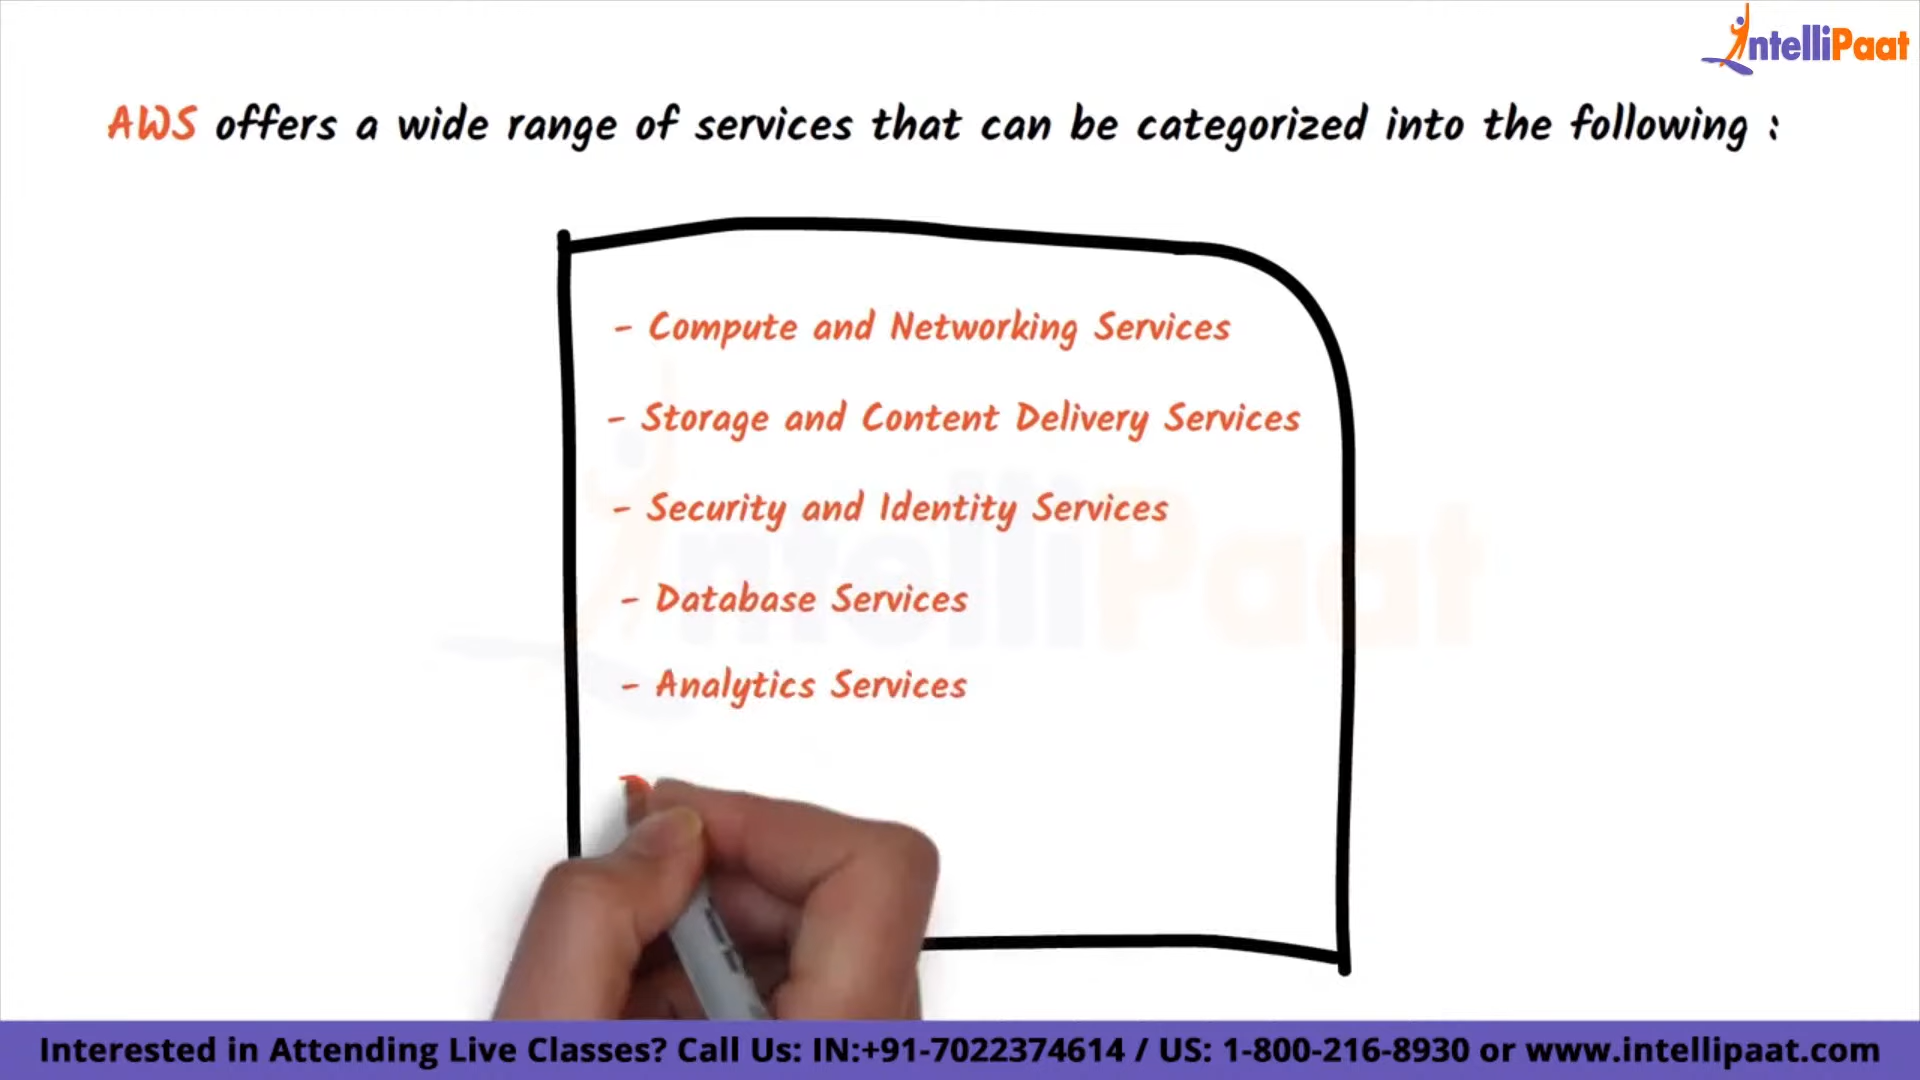 IntelliPaat
AWS offers a wide range of services that can be categorized into the following :
- Compute and Networking Services
- Storage and Content Delivery Services
- Security and Identity Services
- Database Services
- Analytics Services
IntelliPaat
Interested in Attending Live Classes? Call Us: IN:+91-7022374614 / US: 1-800-216-8930 or www.intellipaat.com